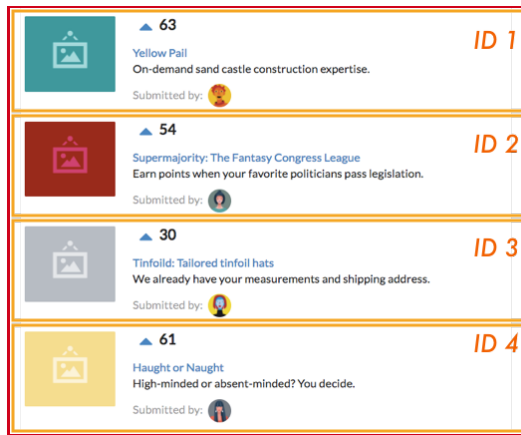 63
ID 1
Yellow Pail
On-demand sand castle construction expertise.
Submitted by:
54
ID 2
Supermajority: The Fantasy Congress League
Earn points when your favorite politicians pass legislation.
Submitted by:
30
ID 3
Tinfoild: Tailored tinfoil hats
We already have your measurements and shipping address.
Submitted by:
61
ID 4
Haught or Naught
High-minded or absent-minded? You decide.
Submitted by: